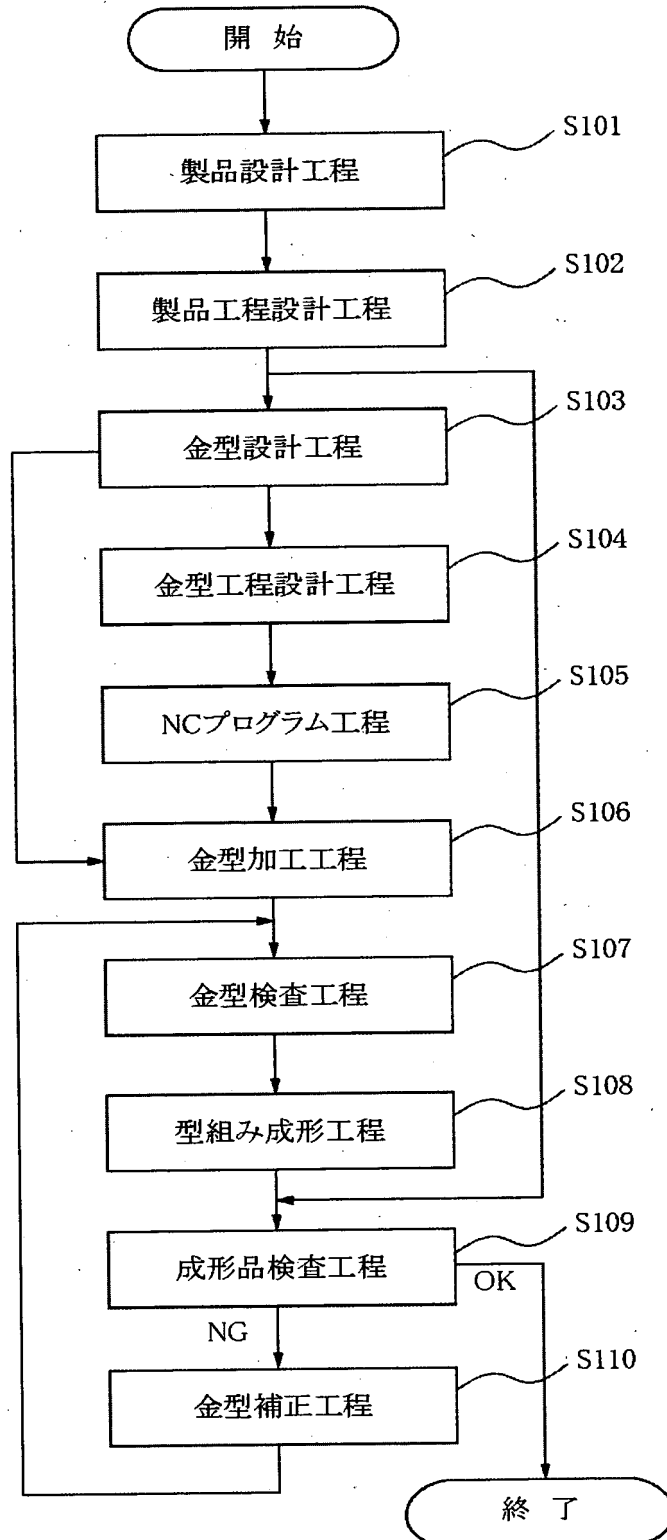 開 始
S101
製品設計工程
S102
製品工程設計工程
S103
金型設計工程
S104
金型工程設計工程
S105
NCプログラム工程
S106
金型加工工程
S107
金型検査工程
S108
型組み成形工程
S109
成形品検査工程
OK
NG
S110
金型補正工程
終 了